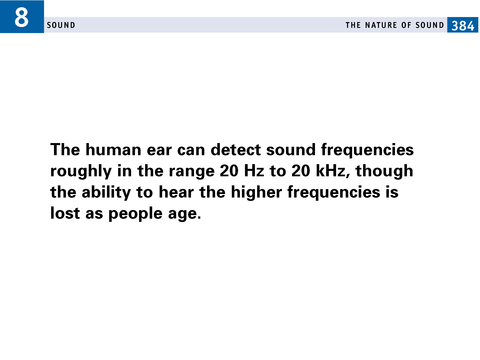 8
SOUND
THE NATURE OF SOUND 384
The human ear can detect sound frequencies
roughly in the range 20 Hz to 20 kHz, though
the ability to hear the higher frequencies is
lost as people age.